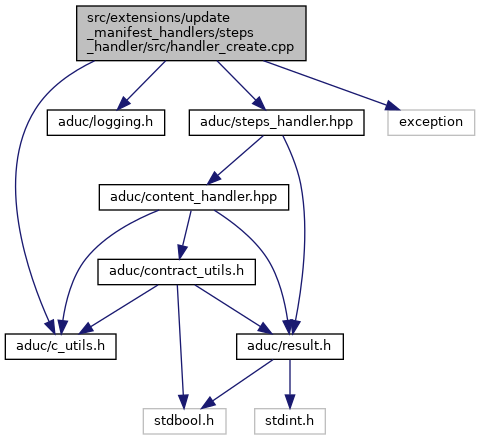 src/extensions/update
_manifest_handlers/steps
_handler/src/handler_create.cpp
aduc/logging.h
aduc/steps_handler.hpp
exception
aduc/content_handler.hpp
aduc/contract_utils.h
aduc/c_utils.h
aduc/result.h
stdbool.h
stdint.h